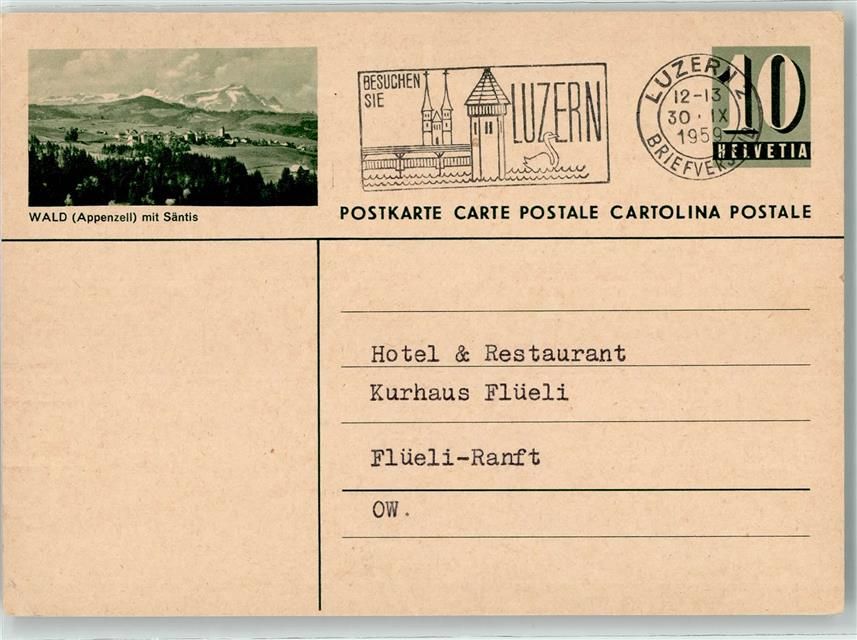 BESUCHEN
SIE
LUZERN
LUZERN 2
12-13
30·IX
1959
BRIEFVERS
10
HELVETIA
WALD (Appenzell) mit Säntis
POSTKARTE CARTE POSTALE CARTOLINA POSTALE
Hotel & Restaurant
Kurhaus Flüeli
Flüeli-Ranft
OW.